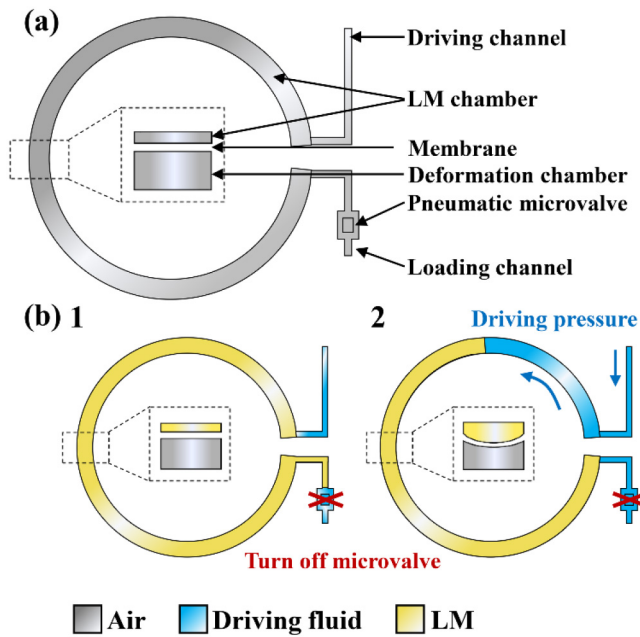 (a)
Driving channel
LM chamber
Membrane
Deformation chamber
Pneumatic microvalve
Loading channel
(b) 1
2
Driving pressure
Turn off microvalve
Air
Driving fluid
LM